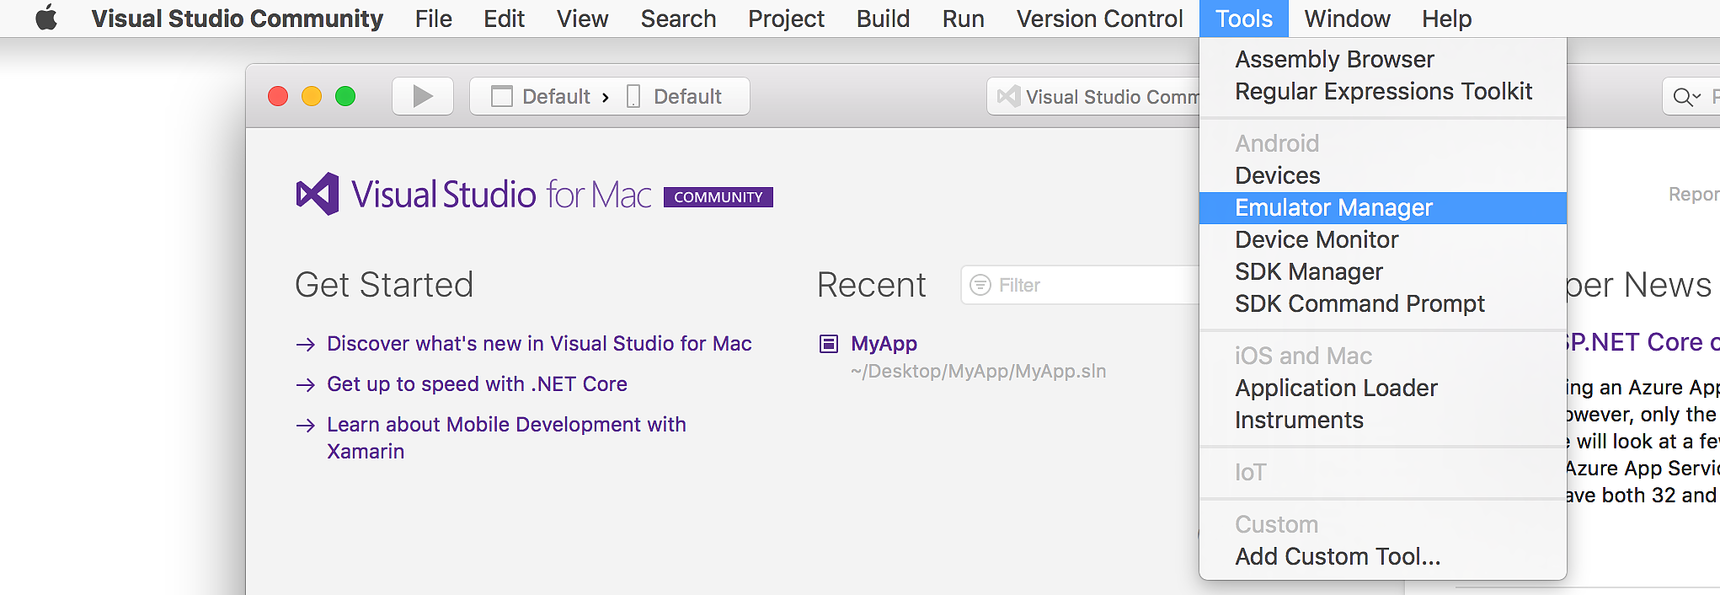 Visual Studio Community File Edit View Search Project Build Run Version Control Tools Window Help
Default › Default
Visual Studio Comm
Assembly Browser
Regular Expressions Toolkit
Android
Devices
Emulator Manager
Device Monitor
SDK Manager
SDK Command Prompt
iOS and Mac
Application Loader
Instruments
IoT
Custom
Add Custom Tool...
Visual Studio for Mac COMMUNITY
Get Started
→ Discover what's new in Visual Studio for Mac
→ Get up to speed with .NET Core
→ Learn about Mobile Development with
Xamarin
Recent
Filter
MyApp
~/Desktop/MyApp/MyApp.sln
Repor
per News
SP.NET Core
ing an Azure App
owever, only the
will look at a few
Azure App Servic
ave both 32 and